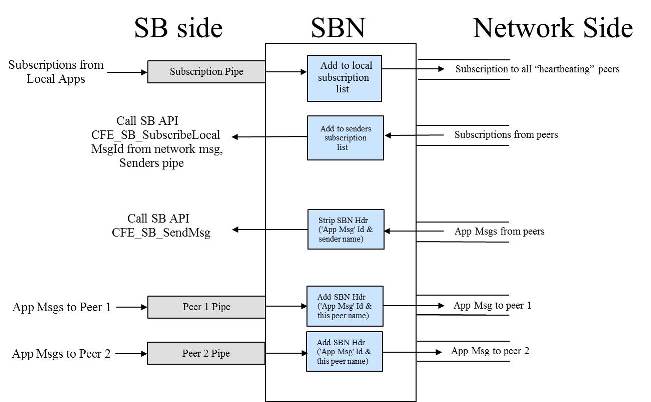 SB side
SBN
Network Side
Subscriptions from
Local Apps
Subscription Pipe
Add to local
subscription
list
Subscription to all “heartbeating” peers
Call SB API
CFE_SB_SubscribeLocal
MsgId from network msg,
Senders pipe
Add to senders
subscription
list
Subscriptions from peers
Call SB API
CFE_SB_SendMsg
Strip SBN Hdr
('App Msg' Id &
sender name)
App Msgs from peers
App Msgs to Peer 1
Peer 1 Pipe
Add SBN Hdr
('App Msg' Id &
this peer name)
App Msg to peer 1
App Msgs to Peer 2
Peer 2 Pipe
Add SBN Hdr
('App Msg' Id &
this peer name)
App Msg to peer 2